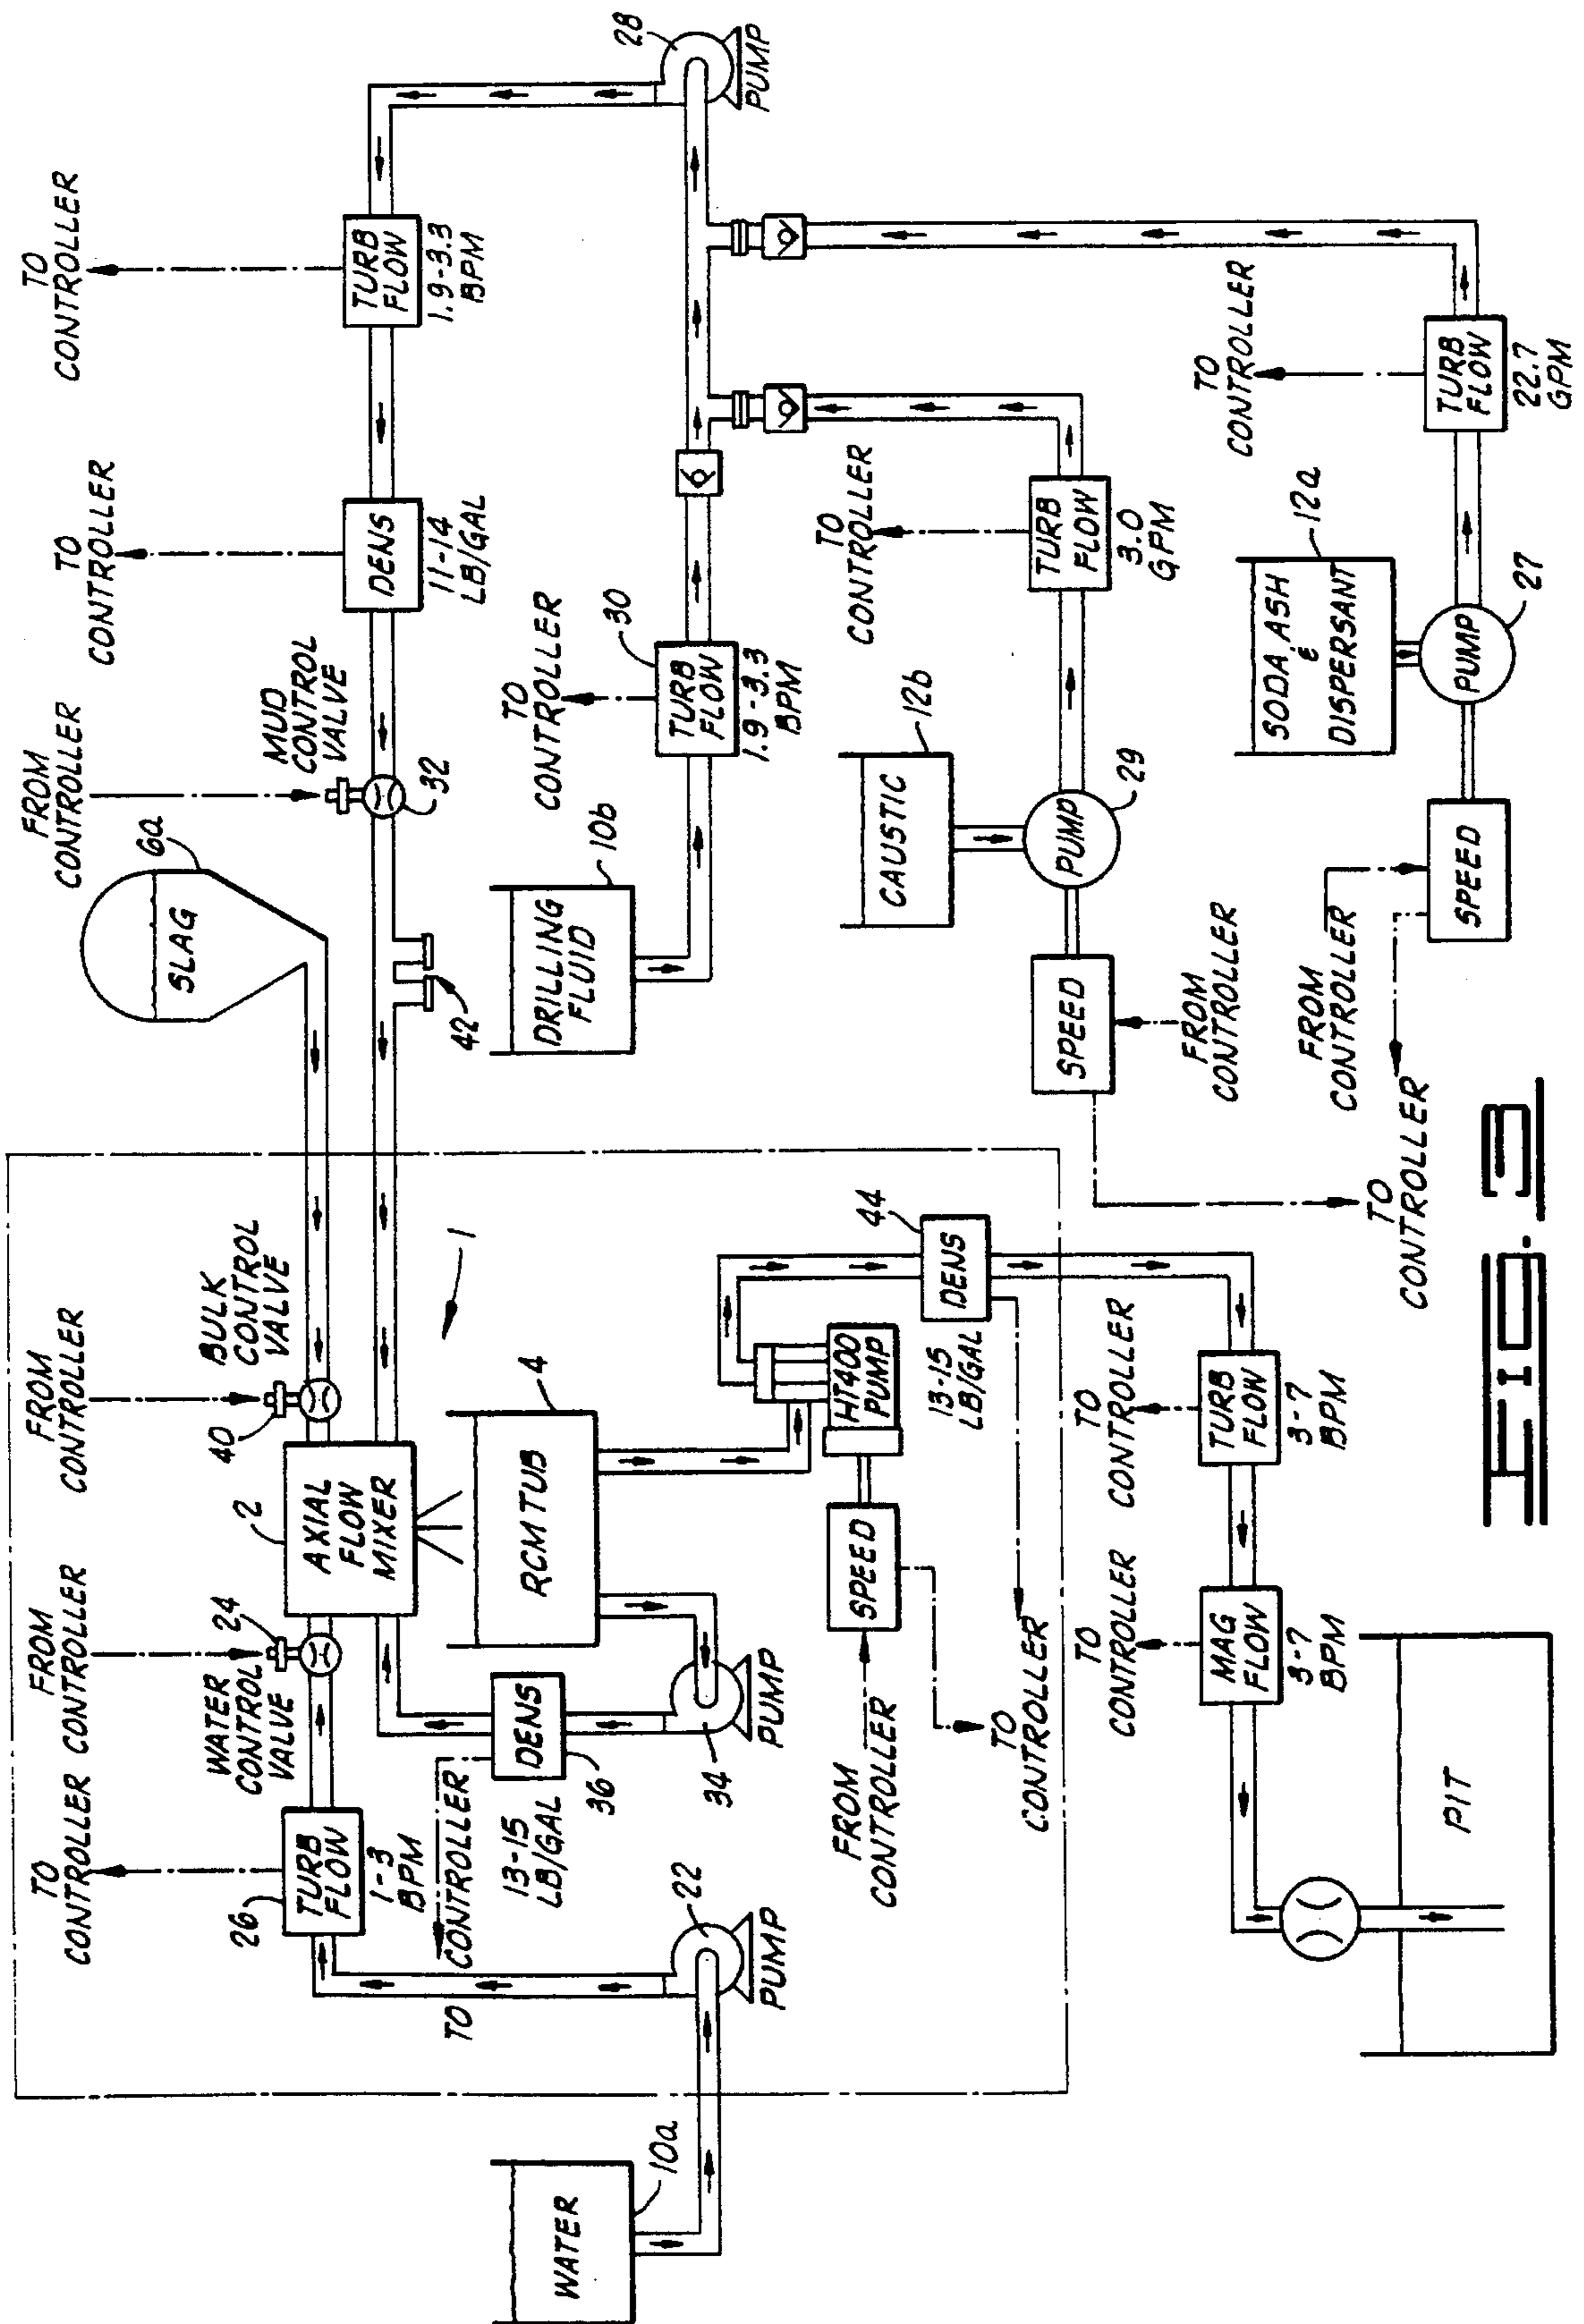 TO
CONTROLLER
FROM
CONTROLLER
FROM
CONTROLLER
FROM
CONTROLLER
TO
CONTROLLER
TO
CONTROLLER
26
TURB
FLOW
1-3
BPM
WATER
CONTROL
VALVE
24
2
AXIAL
FLOW
MIXER
40
BULK
CONTROL
VALVE
1
SLAG
6a
MUD
CONTROL
VALVE
32
42
DENS
11-14
LB/GAL
TURB
FLOW
1.9-3.3
BPM
28
PUMP
WATER
10a
22
PUMP
TO CONTROLLER
13-15
LB/GAL
DENS
36
34
PUMP
RCM TUB
4
HT400
PUMP
SPEED
FROM
CONTROLLER
TO
CONTROLLER
44
DENS
13-15
LB/GAL
DRILLING
FLUID
10b
TO
CONTROLLER
30
TURB
FLOW
1.9-3.3
BPM
CAUSTIC
12b
PUMP
29
SPEED
FROM
CONTROLLER
TO
CONTROLLER
TO
CONTROLLER
TURB
FLOW
3.0
GPM
SODA ASH
&
DISPERSANT
12a
PUMP
27
SPEED
FROM
CONTROLLER
TO
CONTROLLER
TURB
FLOW
22.7
GPM
TO
CONTROLLER
TURB
FLOW
3-7
BPM
TO
CONTROLLER
MAG
FLOW
3-7
BPM
PIT
FIG. 3